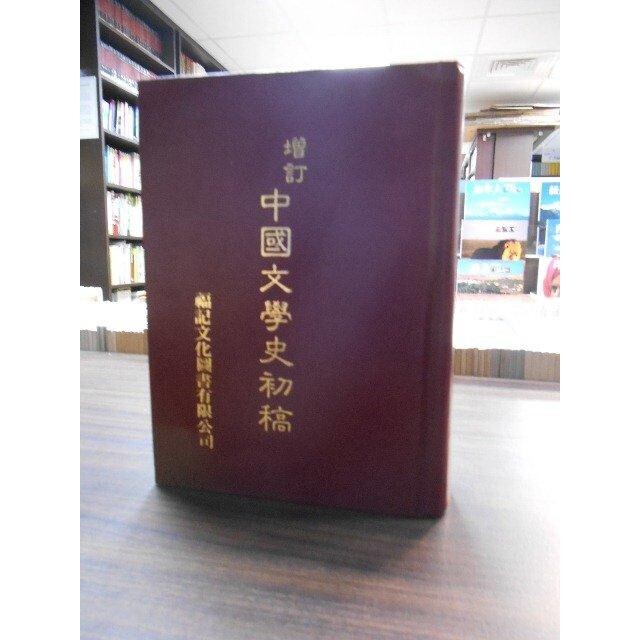 增訂
中國文學史初稿
福記文化圖書有限公司